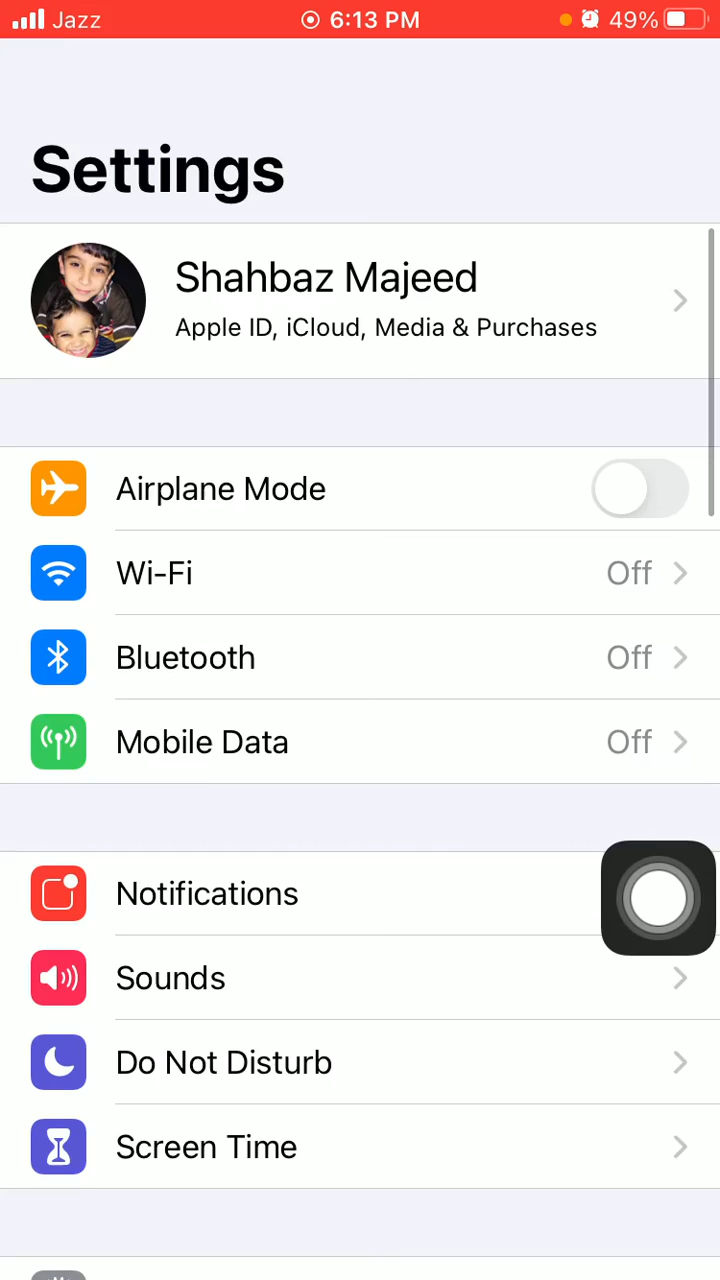 Jazz 6:13 PM 49%
Settings
Shahbaz Majeed
Apple ID, iCloud, Media & Purchases
Airplane Mode
Wi-Fi Off
Bluetooth Off
Mobile Data Off
Notifications
Sounds
Do Not Disturb
Screen Time